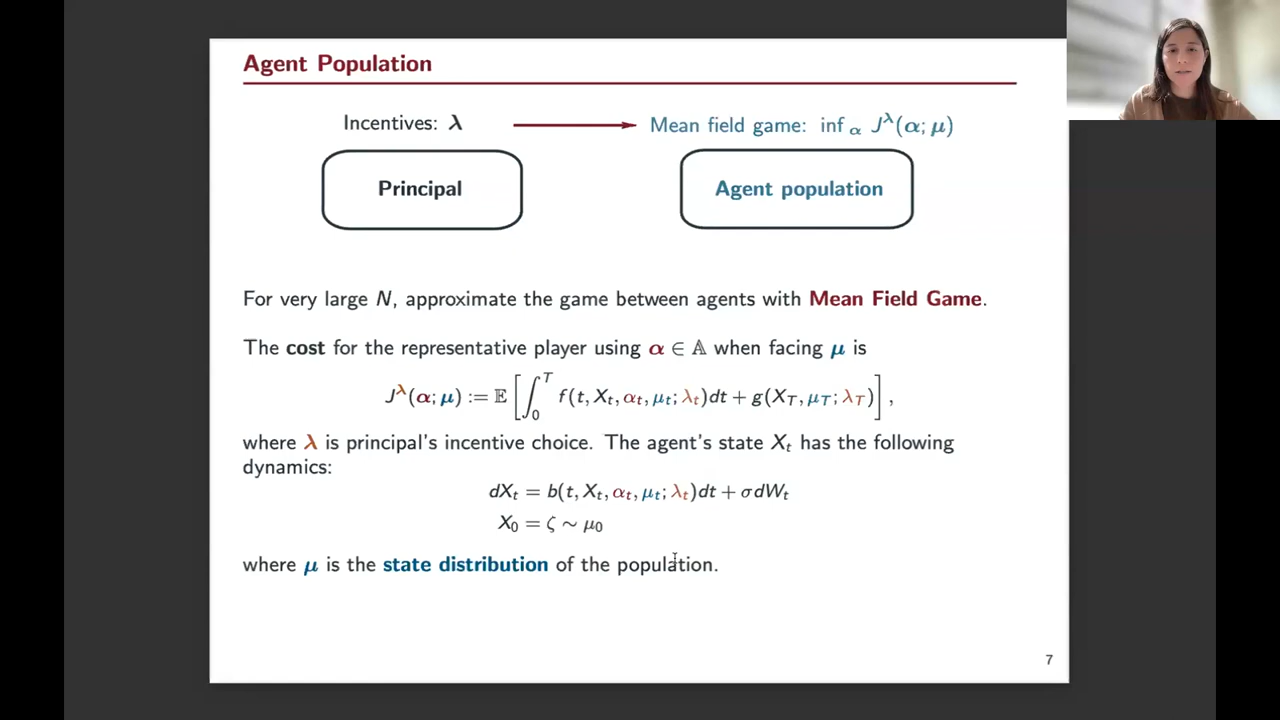 Agent Population
Incentives: λ
Mean field game: inf_α J^λ(α; μ)
Principal
Agent population
For very large N, approximate the game between agents with Mean Field Game.
The cost for the representative player using α ∈ 𝔸 when facing μ is
J^λ(α; μ) := 𝔼 [ ∫_0^T f(t, X_t, α_t, μ_t; λ_t)dt + g(X_T, μ_T; λ_T) ] ,
where λ is principal's incentive choice. The agent's state X_t has the following
dynamics:
dX_t = b(t, X_t, α_t, μ_t; λ_t)dt + σdW_t
X_0 = ζ ∼ μ_0
where μ is the state distribution of the population.
7